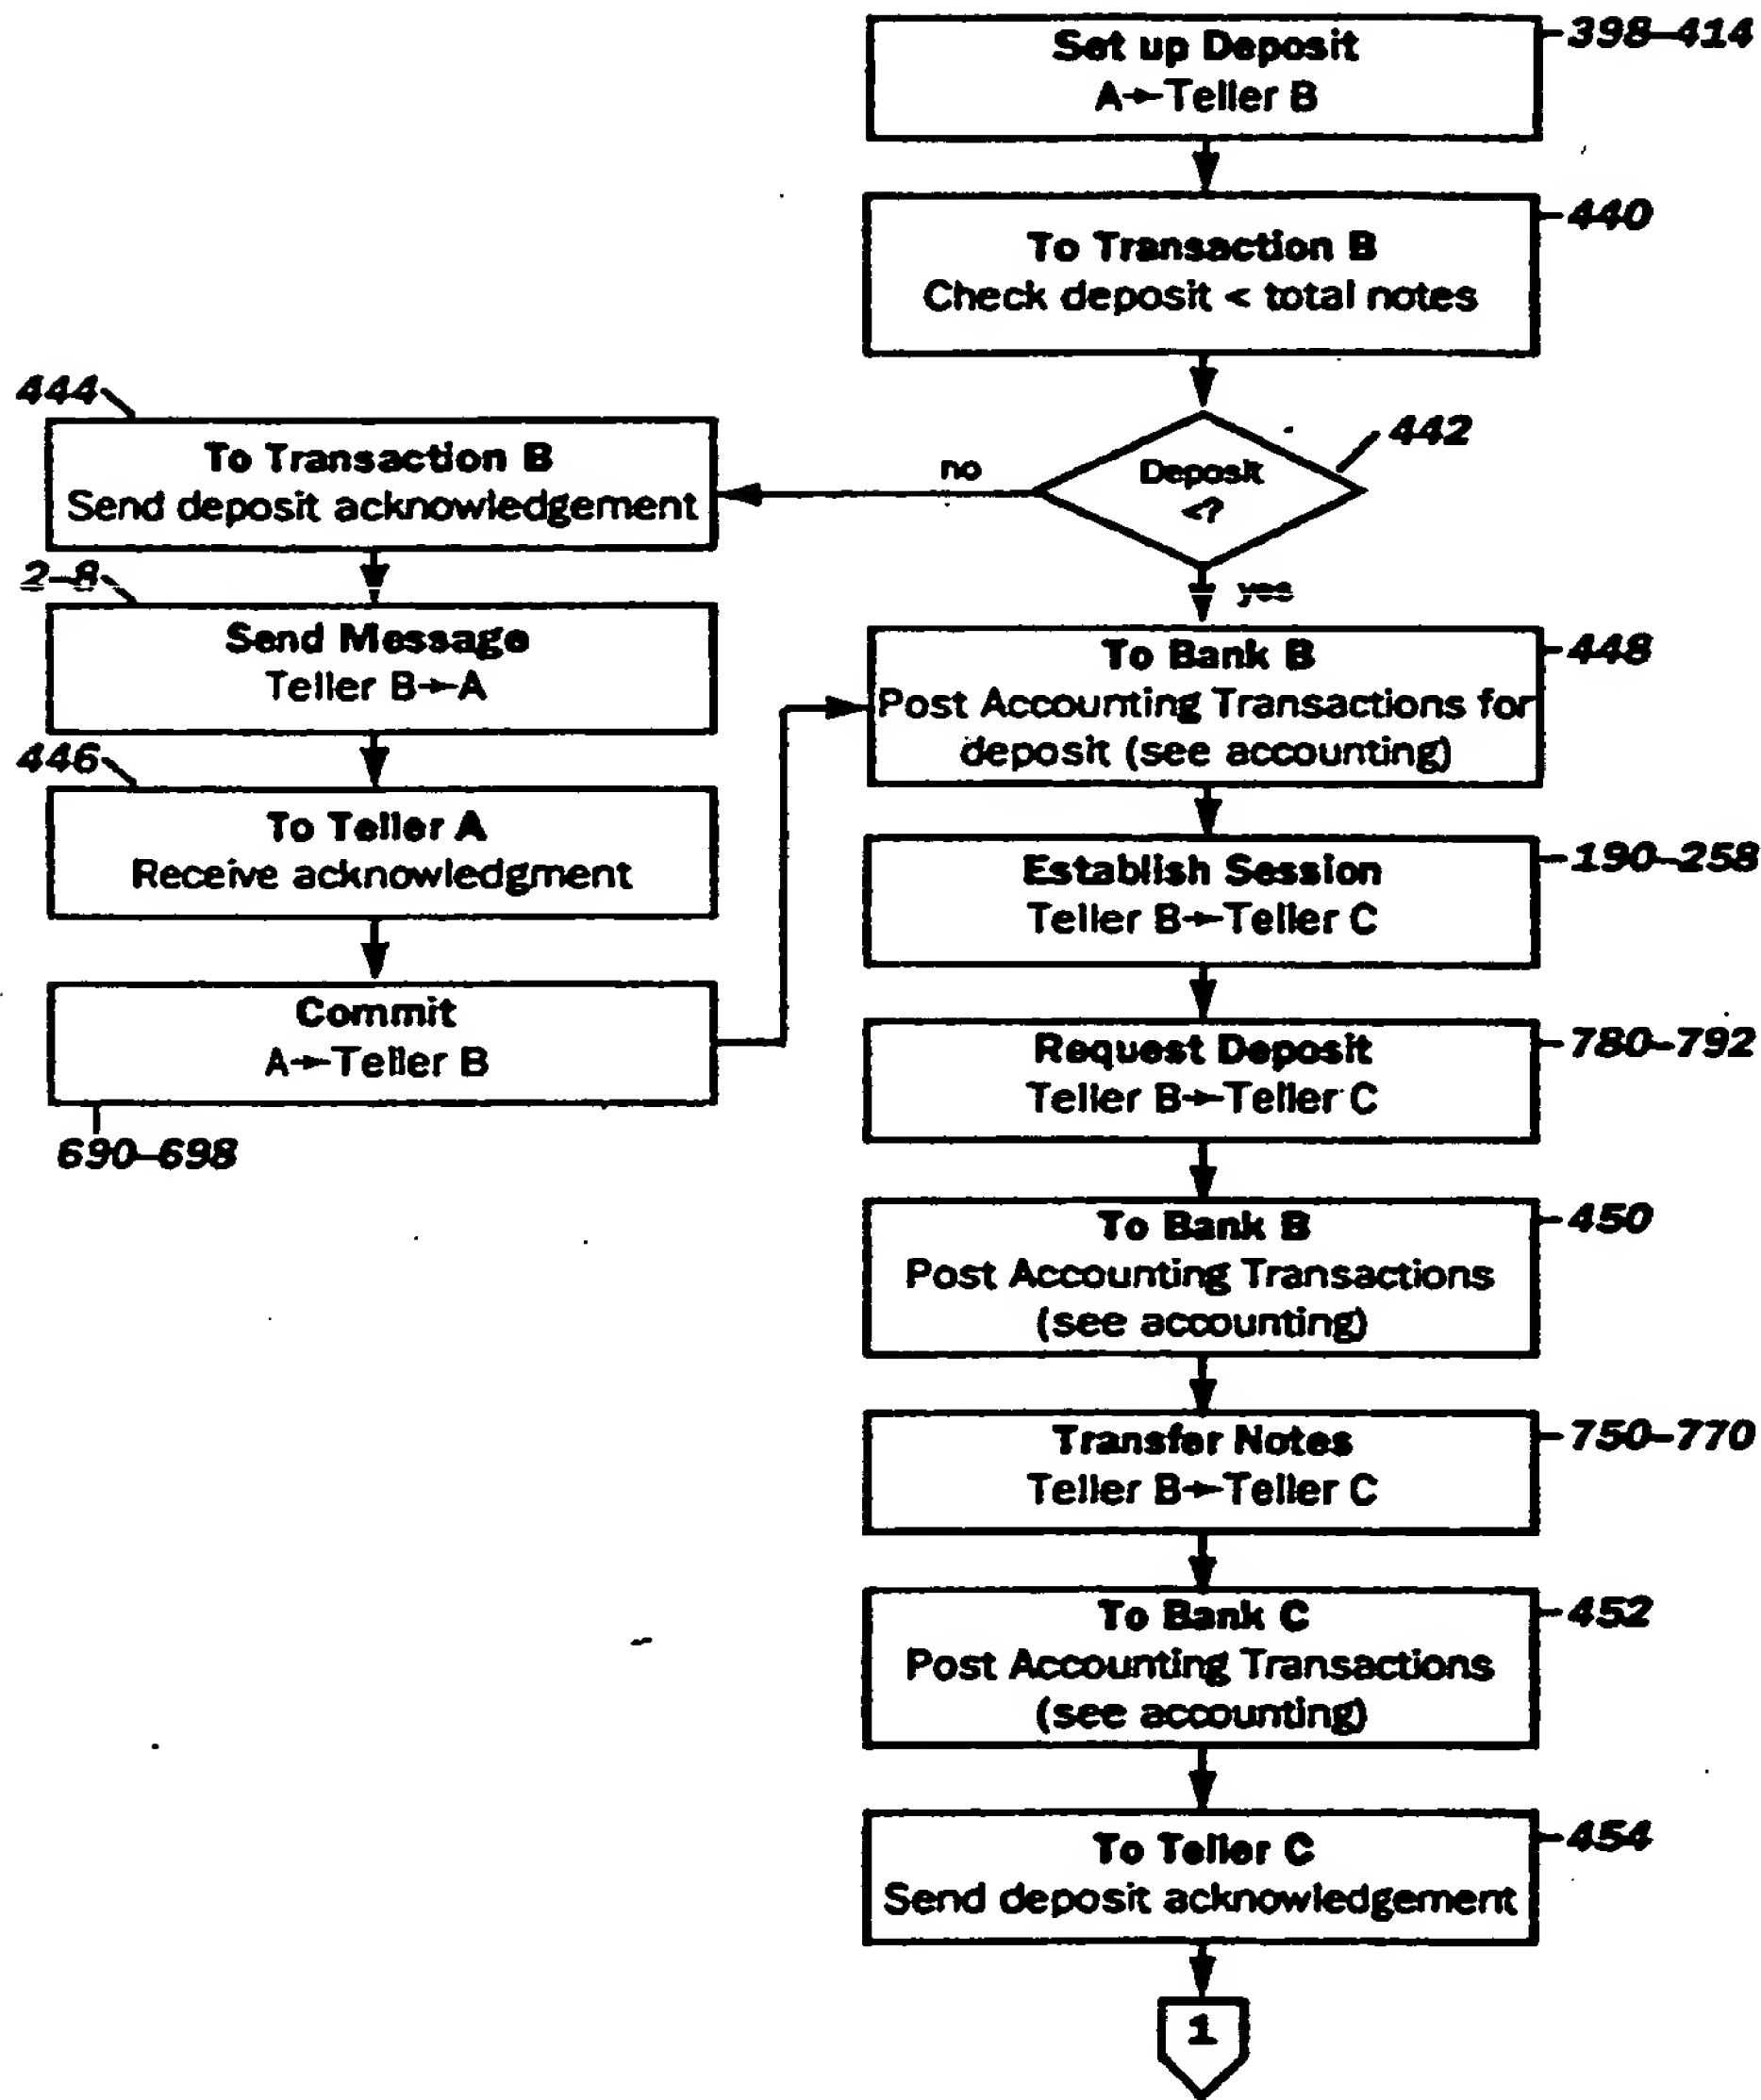 Set up Deposit
A→Teller B
398–414
To Transaction B
Check deposit < total notes
440
Deposit
<?
442
no
yes
444
To Transaction B
Send deposit acknowledgement
2–8
Send Message
Teller B→A
446
To Teller A
Receive acknowledgment
Commit
A→Teller B
690–698
To Bank B
Post Accounting Transactions for
deposit (see accounting)
448
Establish Session
Teller B→Teller C
190–258
Request Deposit
Teller B→Teller C
780–792
To Bank B
Post Accounting Transactions
(see accounting)
450
Transfer Notes
Teller B→Teller C
750–770
To Bank C
Post Accounting Transactions
(see accounting)
452
To Teller C
Send deposit acknowledgement
454
1